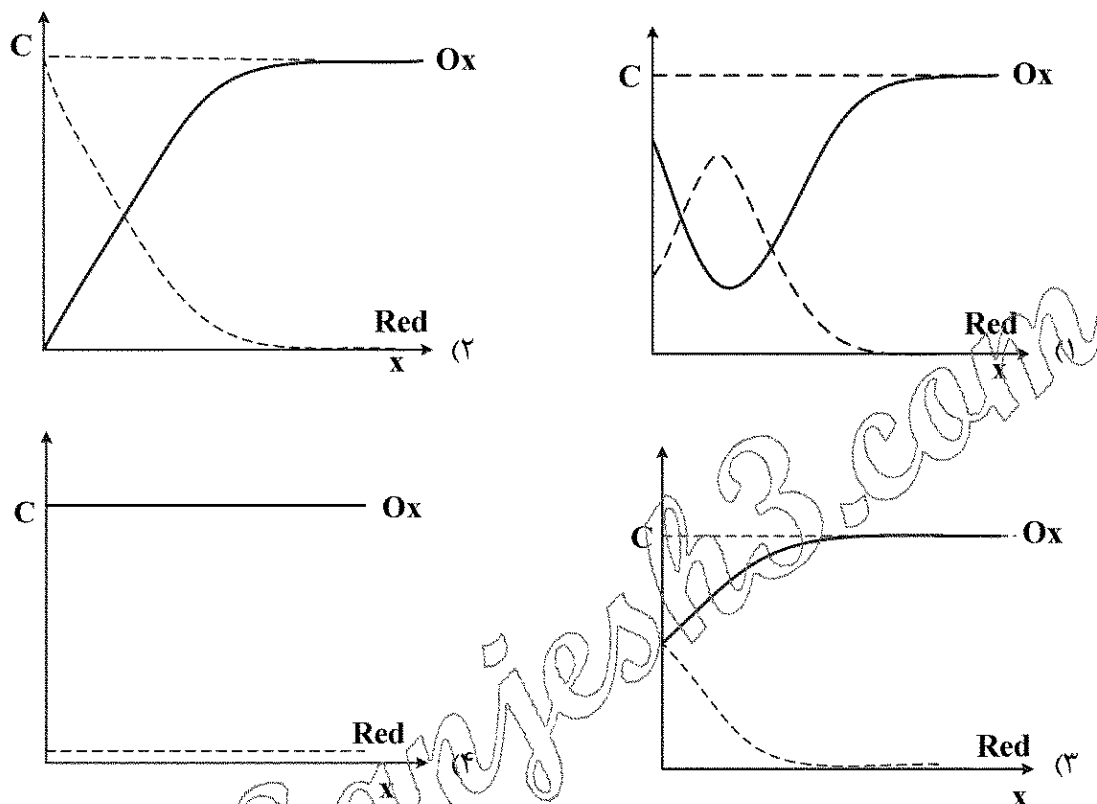 C
Ox
Red
x
(۱
C
Ox
Red
x
(۲
C
Ox
Red
x
(۳
C
Ox
Red
x
(۴
sanjesh3.com